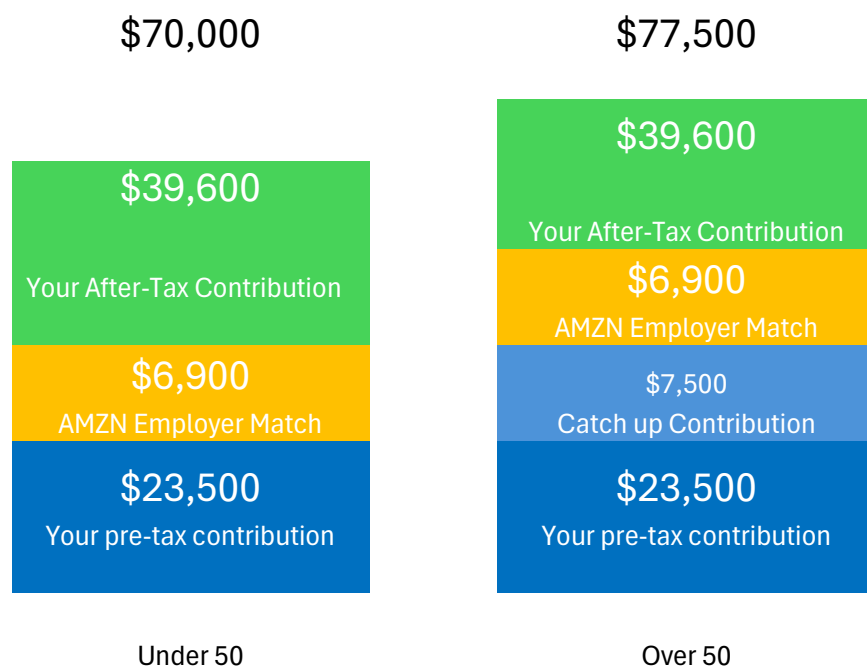 $70,000
$39,600
Your After-Tax Contribution
$6,900
AMZN Employer Match
$23,500
Your pre-tax contribution
Under 50
$77,500
$39,600
Your After-Tax Contribution
$6,900
AMZN Employer Match
$7,500
Catch up Contribution
$23,500
Your pre-tax contribution
Over 50